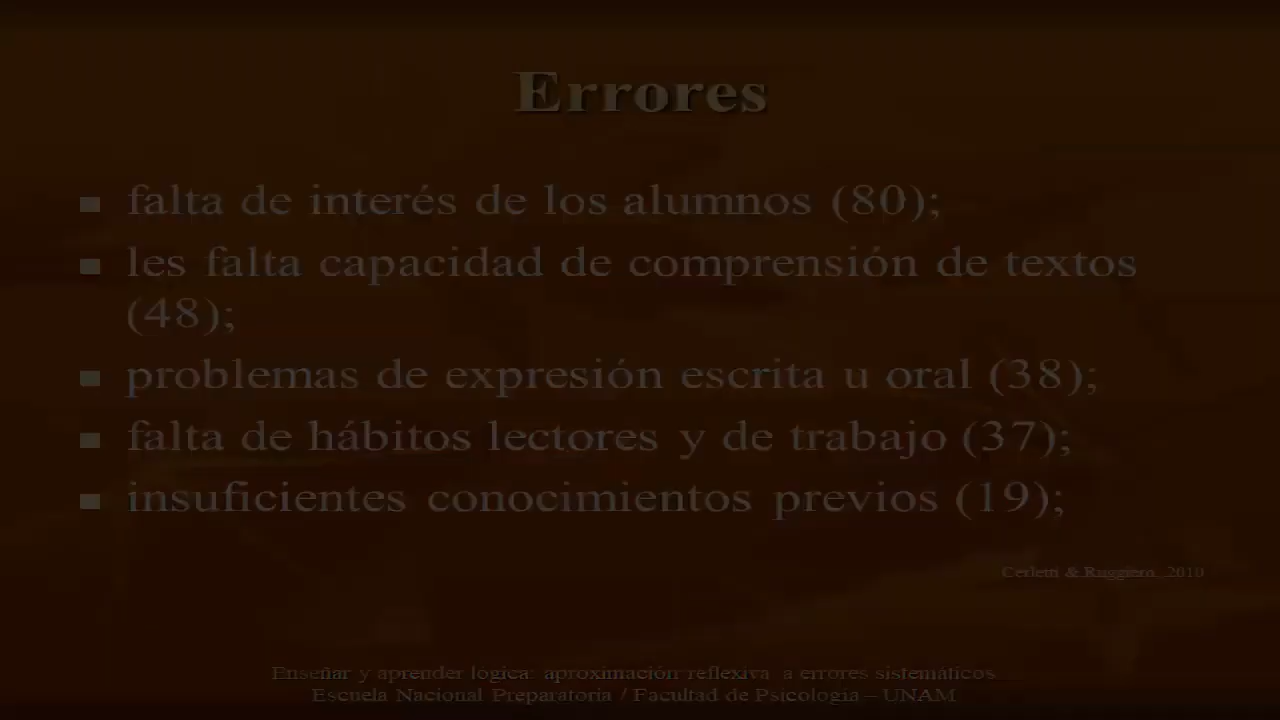 Errores
falta de interés de los alumnos (80);
les falta capacidad de comprensión de textos
(48);
problemas de expresión escrita u oral (38);
falta de hábitos lectores y de trabajo (37);
insuficientes conocimientos previos (19);
Cerletti & Ruggiero, 2010
Enseñar y aprender lógica: aproximación reflexiva a errores sistemáticos
Escuela Nacional Preparatoria / Facultad de Psicología – UNAM